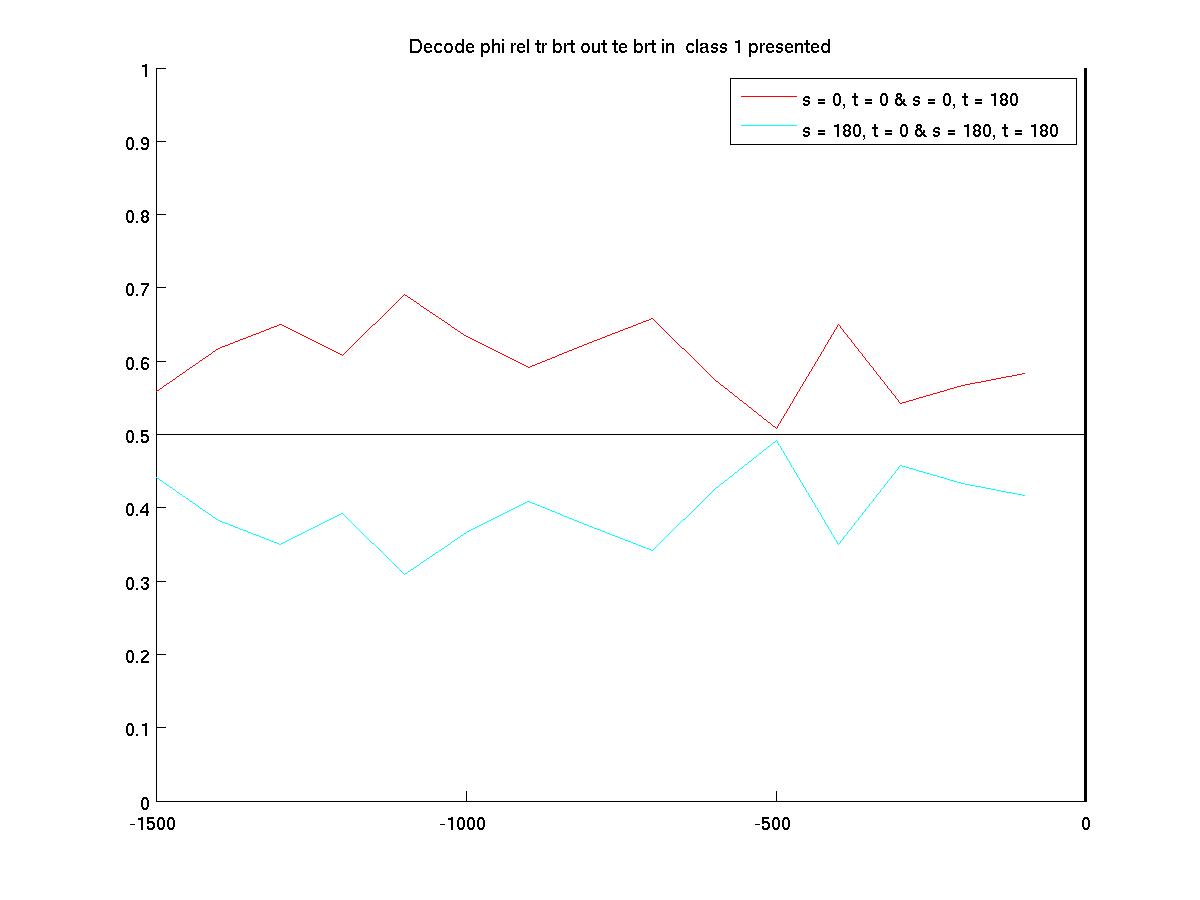 Decode phi rel tr brt out te brt in  class 1 presented
s = 0, t = 0 & s = 0, t = 180
s = 180, t = 0 & s = 180, t = 180
1
0.9
0.8
0.7
0.6
0.5
0.4
0.3
0.2
0.1
0
-1500 -1000 -500 0